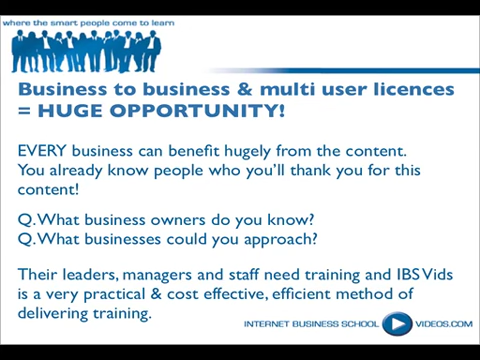 where the smart people come to learn
Business to business & multi user licences
= HUGE OPPORTUNITY!
EVERY business can benefit hugely from the content.
You already know people who you'll thank you for this
content!
Q. What business owners do you know?
Q. What businesses could you approach?
Their leaders, managers and staff need training and IBS Vids
is a very practical & cost effective, efficient method of
delivering training.
INTERNET BUSINESS SCHOOL VIDEOS.COM